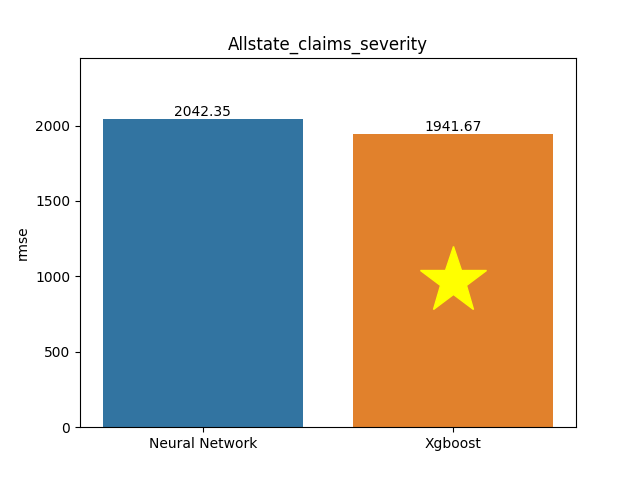 Allstate_claims_severity
2042.35
1941.67
2000
1500
1000
500
0
rmse
Neural Network
Xgboost